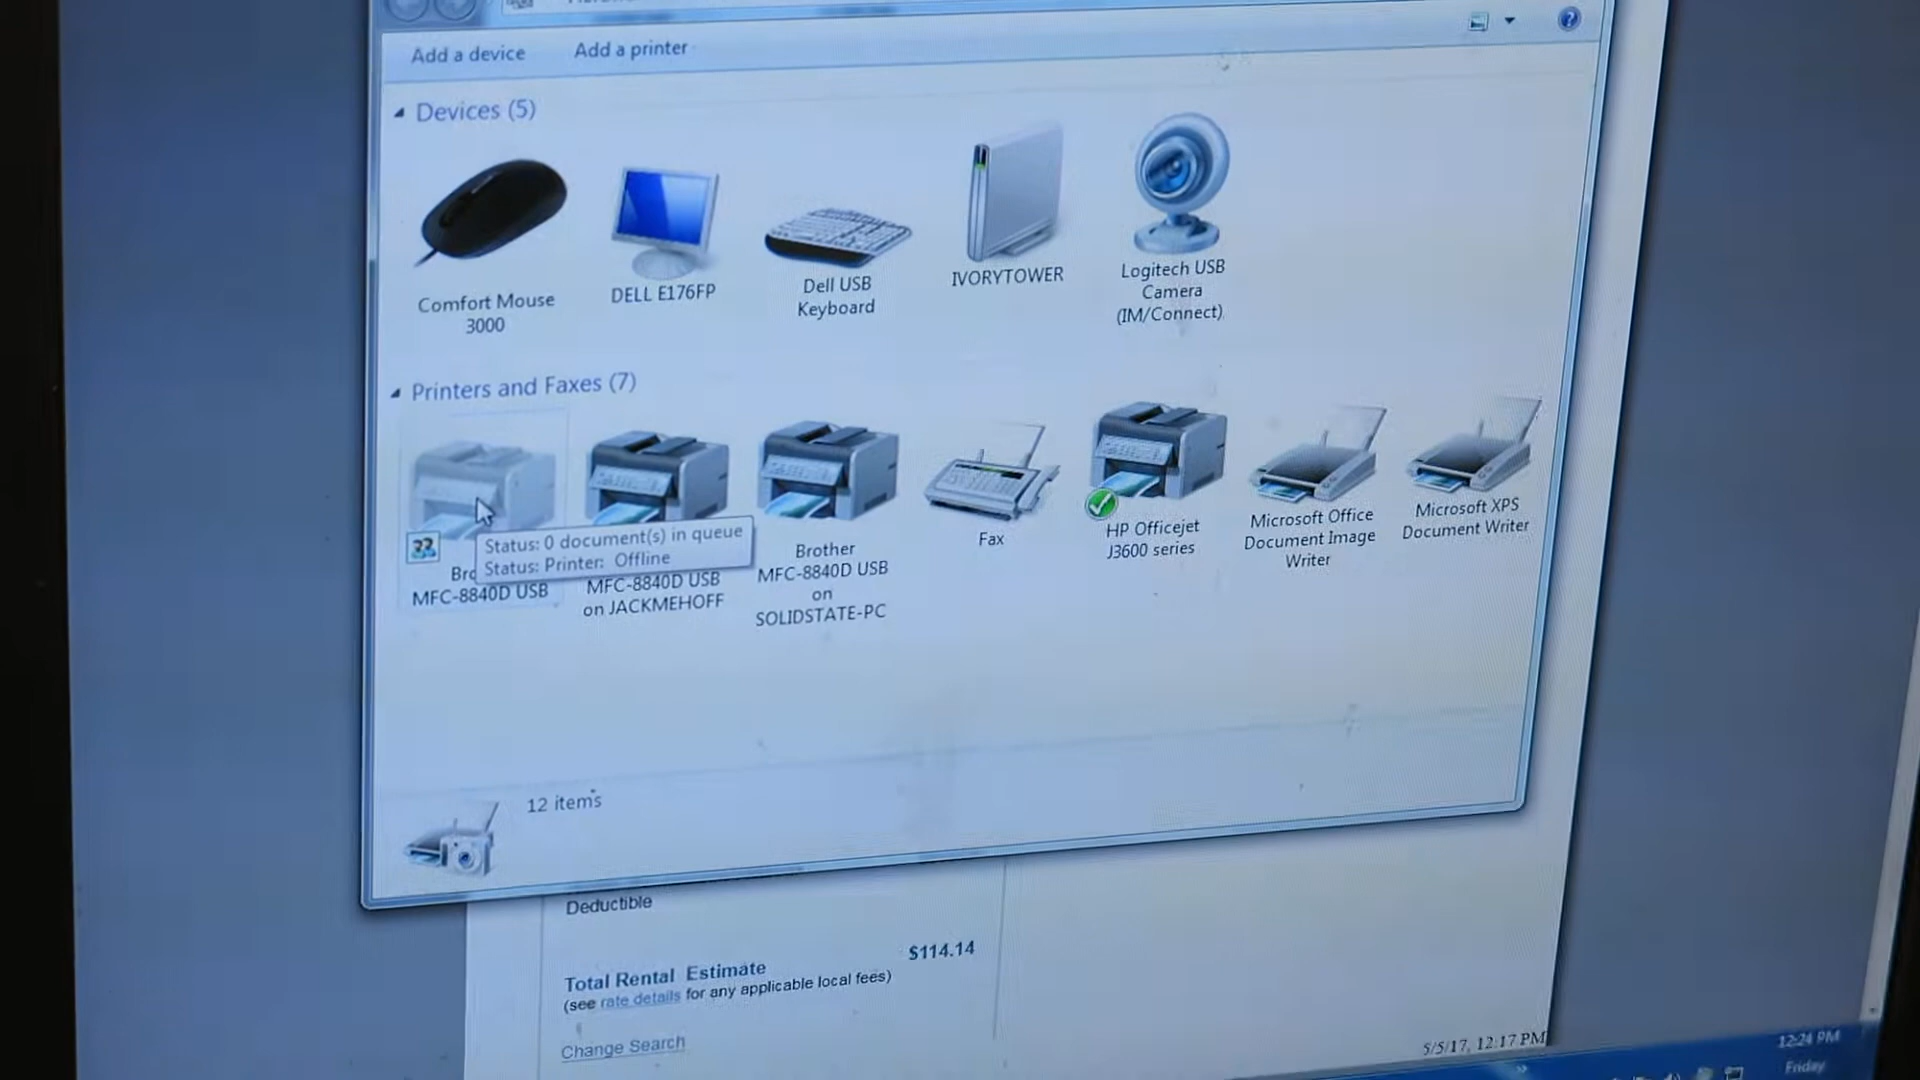 Add a device Add a printer
Devices (5)
Comfort Mouse
3000
DELL E176FP
Dell USB
Keyboard
IVORYTOWER
Logitech USB
Camera
(IM/Connect)
Printers and Faxes (7)
Status: 0 document(s) in queue
Status: Printer: Offline
MFC-8840D USB
MFC-8840D USB
on JACKMEHOFF
Brother
MFC-8840D USB
on
SOLIDSTATE-PC
Fax
HP Officejet
J3600 series
Microsoft Office
Document Image
Writer
Microsoft XPS
Document Writer
12 items
Deductible
Total Rental Estimate $114.14
(see rate details for any applicable local fees)
Change Search
5/5/17, 12:17 PM
12:24 PM
Friday